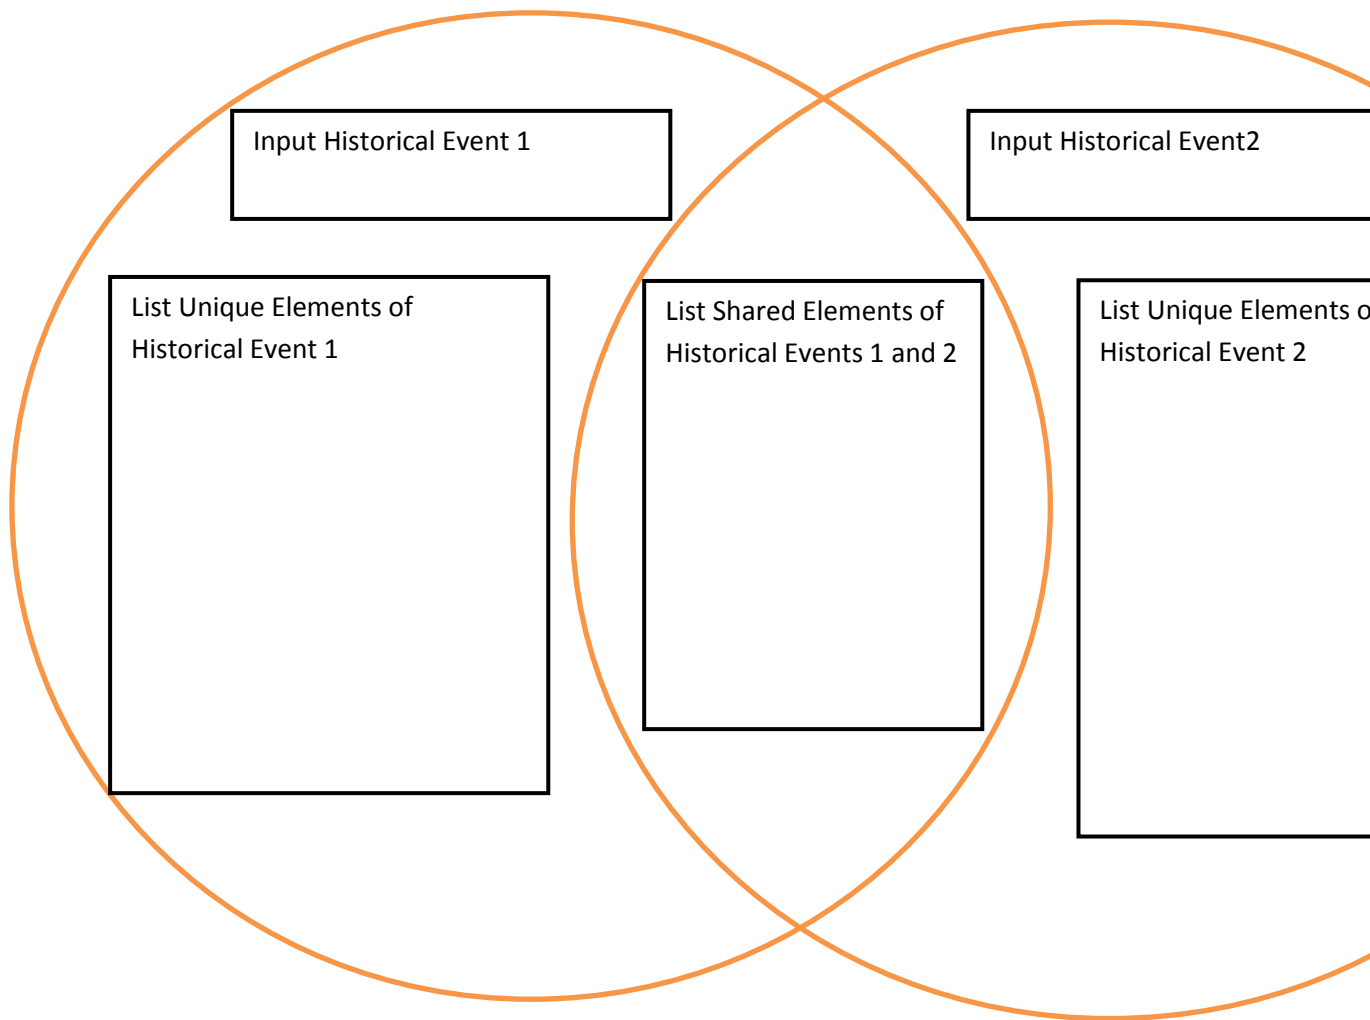 Input Historical Event 1
Input Historical Event2
List Unique Elements of
Historical Event 1
List Shared Elements of
Historical Events 1 and 2
List Unique Elements o
Historical Event 2